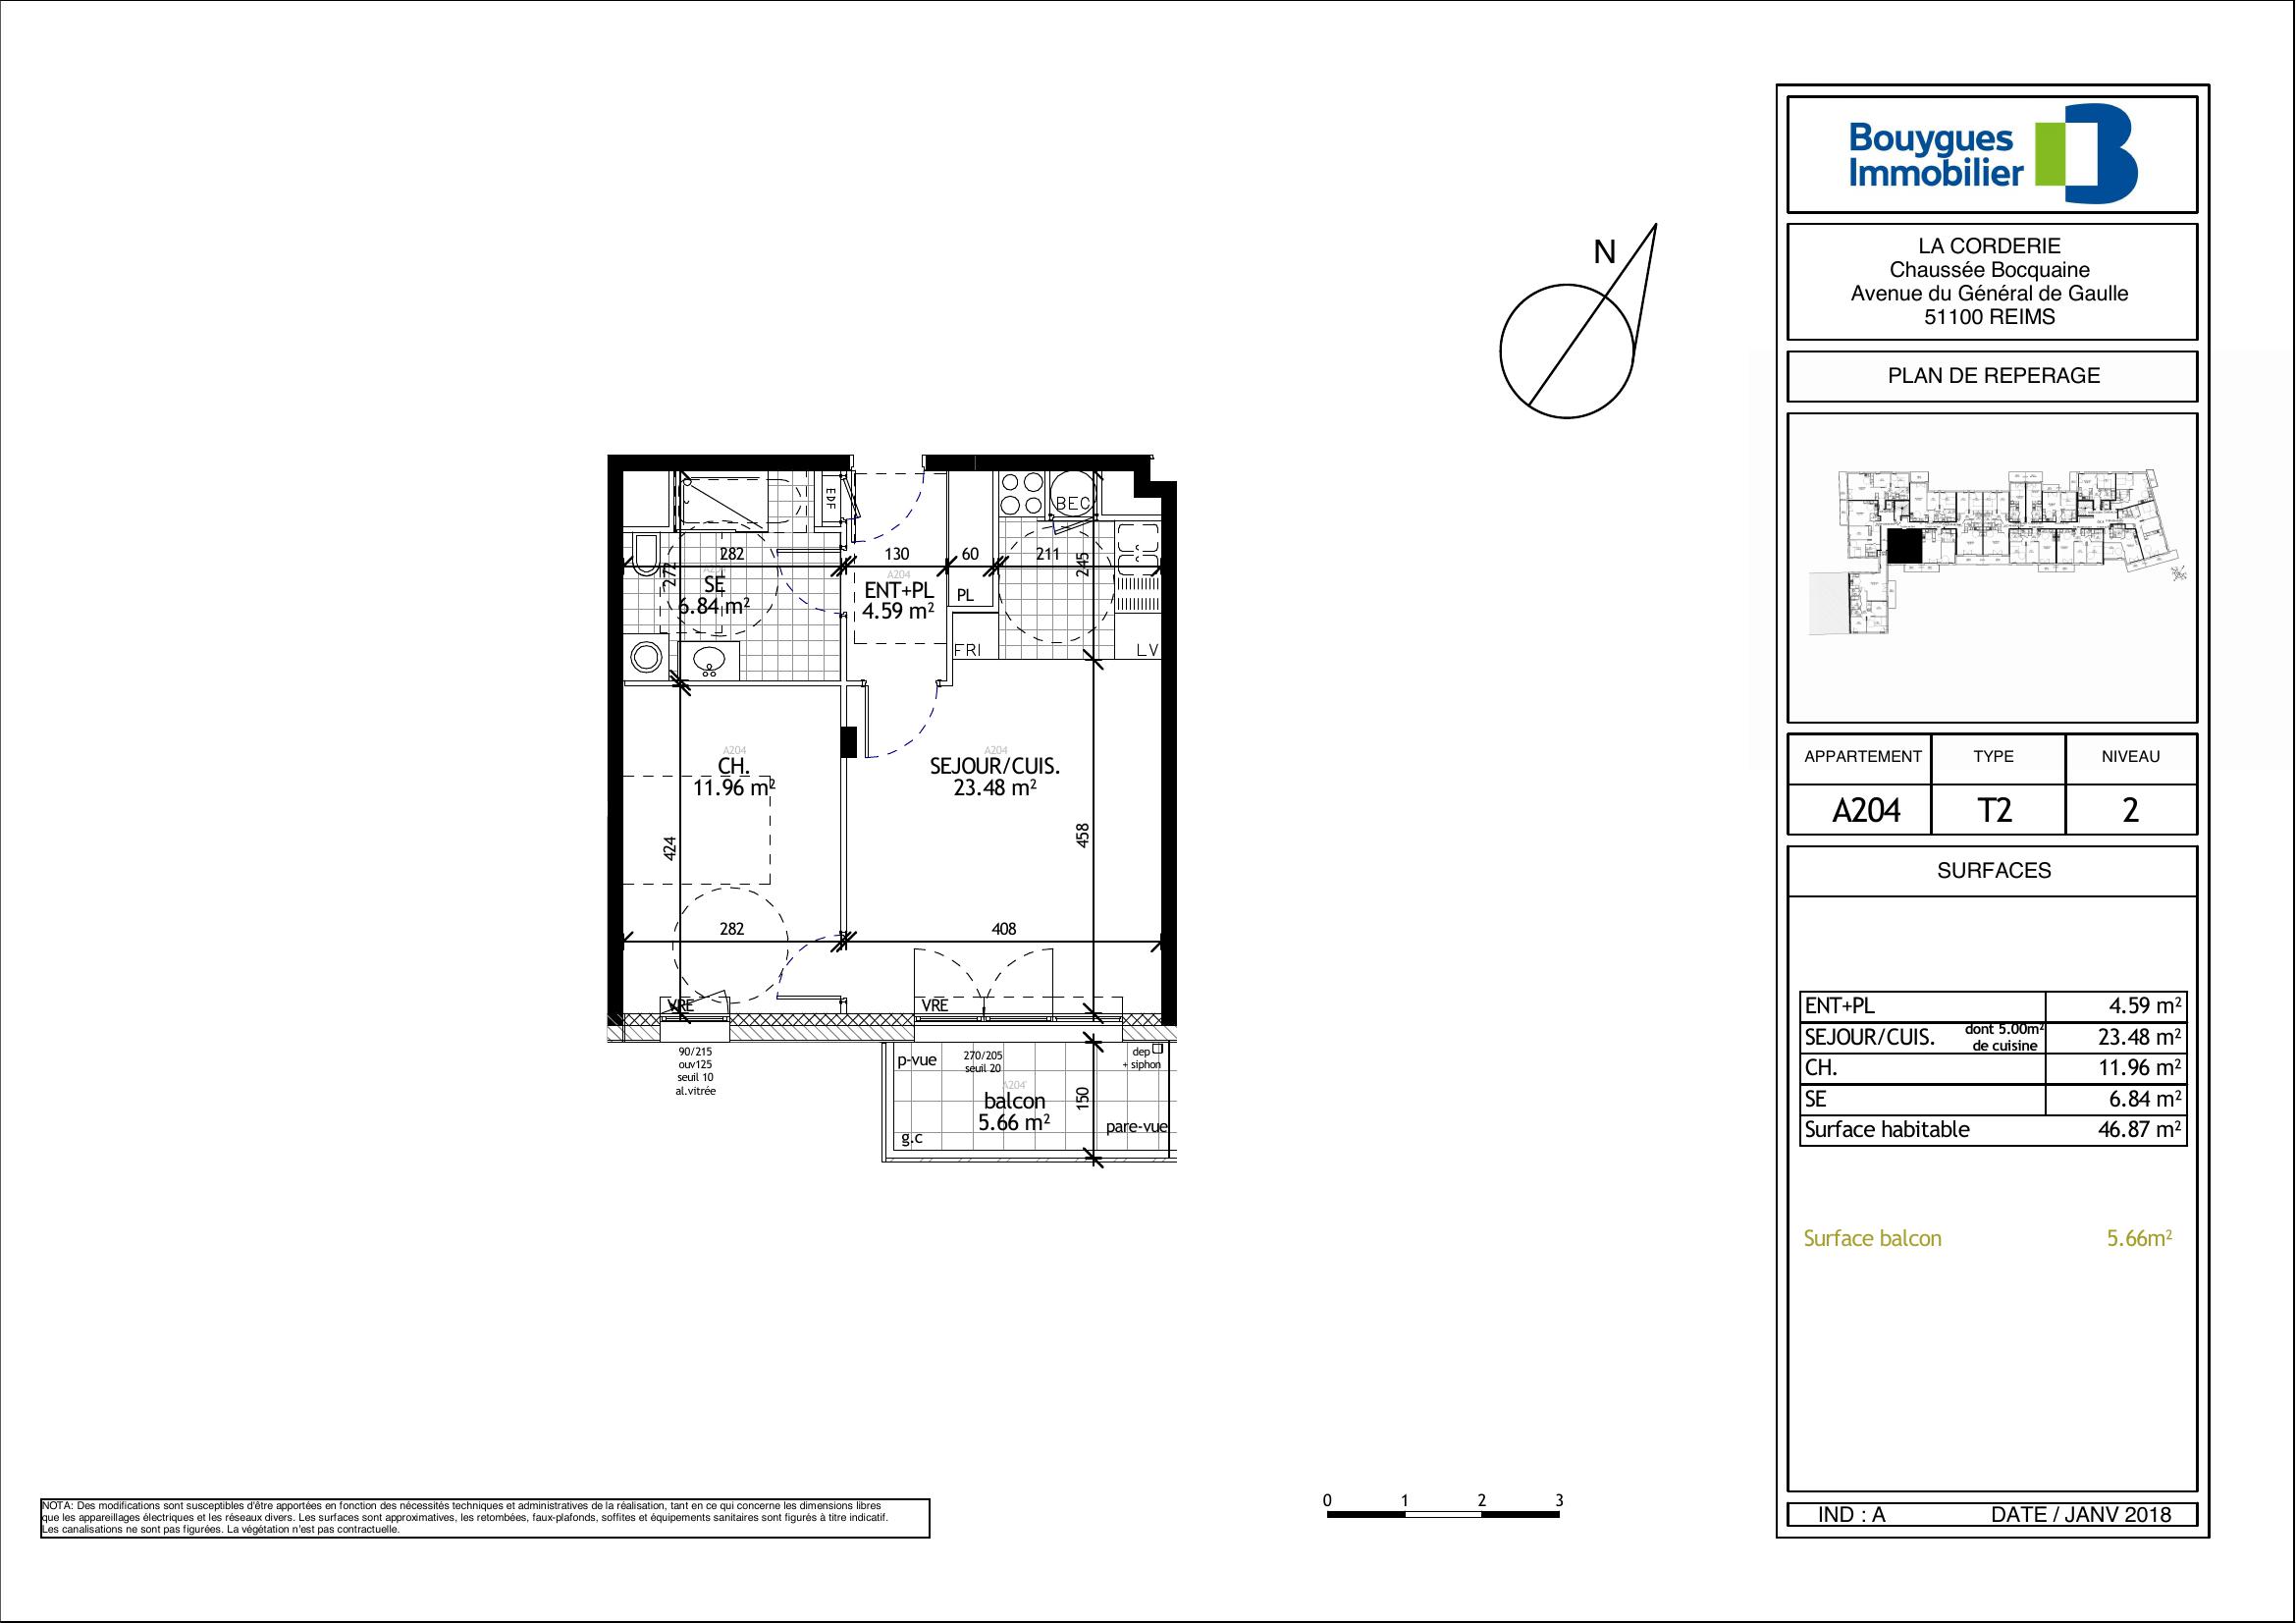 Bouygues
Immobilier
LA CORDERIE
Chaussée Bocquaine
Avenue du Général de Gaulle
51100 REIMS
PLAN DE REPERAGE
APPARTEMENT TYPE NIVEAU
A204 T2 2
SURFACES
ENT+PL 4.59 m²
SEJOUR/CUIS. dont 5.00m² de cuisine 23.48 m²
CH. 11.96 m²
SE 6.84 m²
Surface habitable 46.87 m²
Surface balcon 5.66m²
IND : A DATE / JANV 2018
N
EDF
BEC
282 130 60 211
272
245
SE
6.84 m²
A204
ENT+PL
4.59 m²
PL
FRI
LV
A204
CH.
11.96 m²
A204
SEJOUR/CUIS.
23.48 m²
424
458
282
408
VRE
VRE
90/215
ouv125
seuil 10
al.vitrée
p-vue
270/205
seuil 20
dep
+ siphon
A204
balcon
5.66 m²
150
pare-vue
g.c
0 1 2 3
NOTA: Des modifications sont susceptibles d'être apportées en fonction des nécessités techniques et administratives de la réalisation, tant en ce qui concerne les dimensions libres
que les appareillages électriques et les réseaux divers. Les surfaces sont approximatives, les retombées, faux-plafonds, soffites et équipements sanitaires sont figurés à titre indicatif.
Les canalisations ne sont pas figurées. La végétation n'est pas contractuelle.